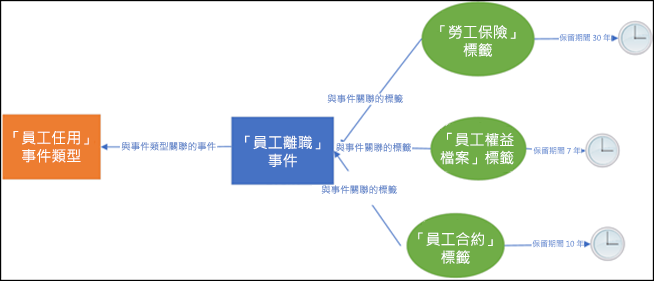 「勞工保險」
標籤
保留期間 30 年
與事件關聯的標籤
「員工任用」
事件類型
與事件類型關聯的事件
「員工離職」
事件
與事件關聯的標籤
「員工權益
檔案」標籤
保留期間 7 年
與事件關聯的標籤
「員工合約」
標籤
保留期間 10 年